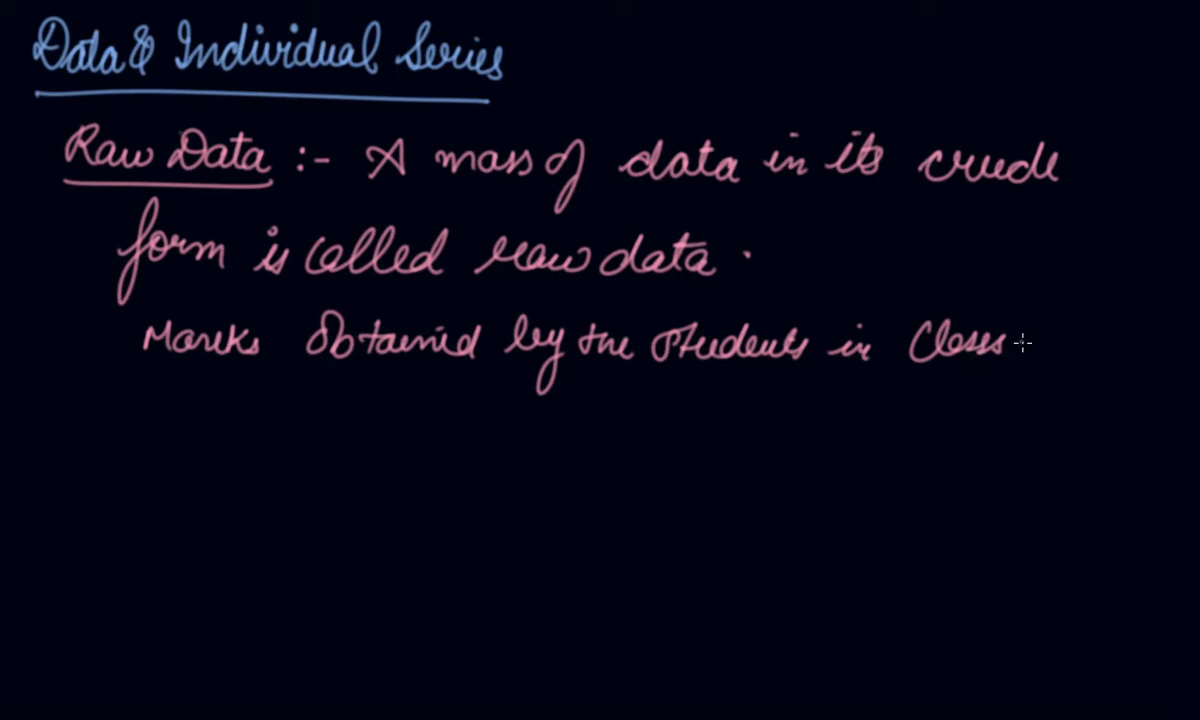 Data & Individual Series
Raw Data :- A mass of data in its crude
form is called raw data.
Marks Obtained by the students in Class